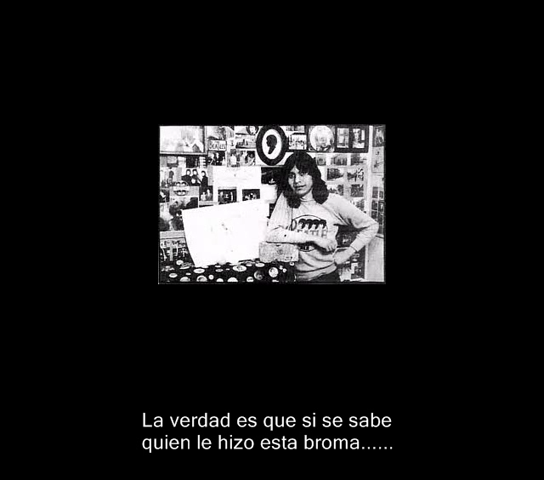 La verdad es que si se sabe
quien le hizo esta broma......